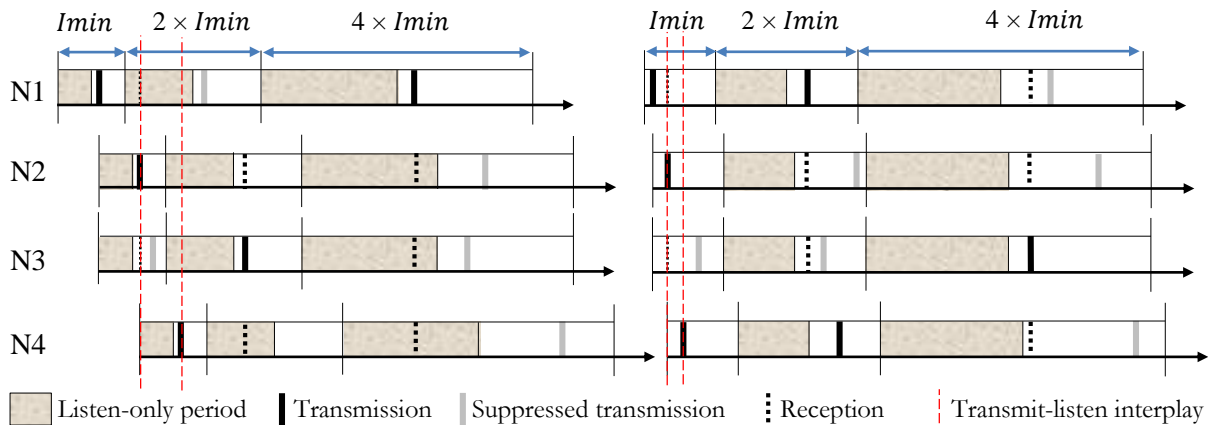 Imin 2 × Imin 4 × Imin Imin 2 × Imin 4 × Imin
N1
N2
N3
N4
Listen-only period Transmission Suppressed transmission Reception Transmit-listen interplay